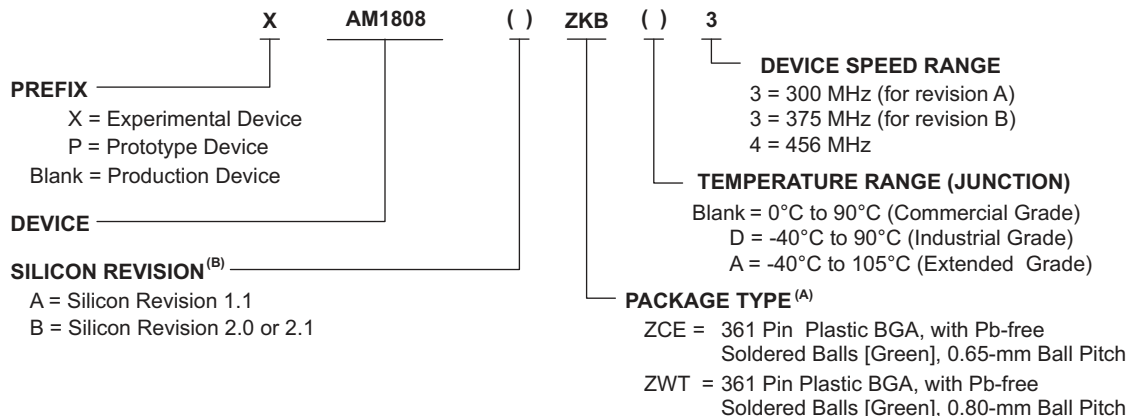 X AM1808 ( ) ZKB ( ) 3
PREFIX
X = Experimental Device
P = Prototype Device
Blank = Production Device
DEVICE
SILICON REVISION(B)
A = Silicon Revision 1.1
B = Silicon Revision 2.0 or 2.1
DEVICE SPEED RANGE
3 = 300 MHz (for revision A)
3 = 375 MHz (for revision B)
4 = 456 MHz
TEMPERATURE RANGE (JUNCTION)
Blank = 0°C to 90°C (Commercial Grade)
D = -40°C to 90°C (Industrial Grade)
A = -40°C to 105°C (Extended Grade)
PACKAGE TYPE(A)
ZCE = 361 Pin Plastic BGA, with Pb-free
Soldered Balls [Green], 0.65-mm Ball Pitch
ZWT = 361 Pin Plastic BGA, with Pb-free
Soldered Balls [Green], 0.80-mm Ball Pitch